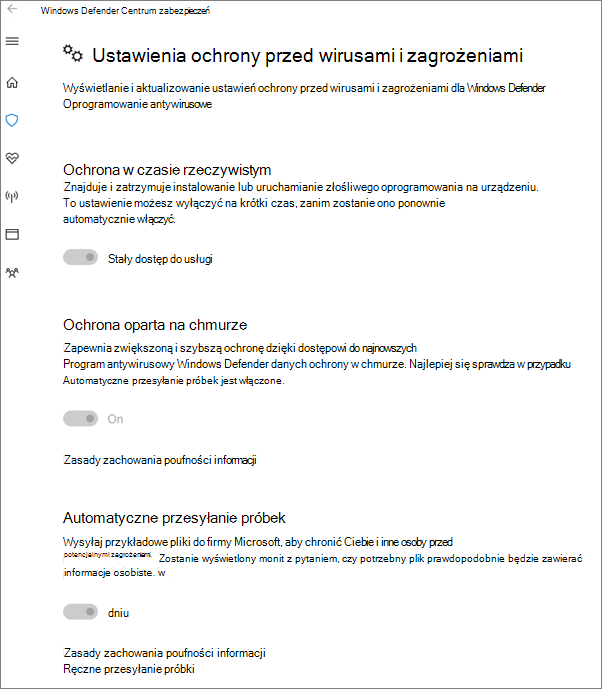 Windows Defender Centrum zabezpieczeń
Ustawienia ochrony przed wirusami i zagrożeniami
Wyświetlanie i aktualizowanie ustawień ochrony przed wirusami i zagrożeniami dla Windows Defender
Oprogramowanie antywirusowe
Ochrona w czasie rzeczywistym
Znajduje i zatrzymuje instalowanie lub uruchamianie złośliwego oprogramowania na urządzeniu.
To ustawienie możesz wyłączyć na krótki czas, zanim zostanie ono ponownie
automatycznie włączyć.
Stały dostęp do usługi
Ochrona oparta na chmurze
Zapewnia zwiększoną i szybszą ochronę dzięki dostępowi do najnowszych
Program antywirusowy Windows Defender danych ochrony w chmurze. Najlepiej się sprawdza w przypadku
Automatyczne przesyłanie próbek jest włączone.
On
Zasady zachowania poufności informacji
Automatyczne przesyłanie próbek
Wysyłaj przykładowe pliki do firmy Microsoft, aby chronić Ciebie i inne osoby przed
potencjalnymi zagrożeniami. Zostanie wyświetlony monit z pytaniem, czy potrzebny plik prawdopodobnie będzie zawierać
informacje osobiste. w
dniu
Zasady zachowania poufności informacji
Ręczne przesyłanie próbki